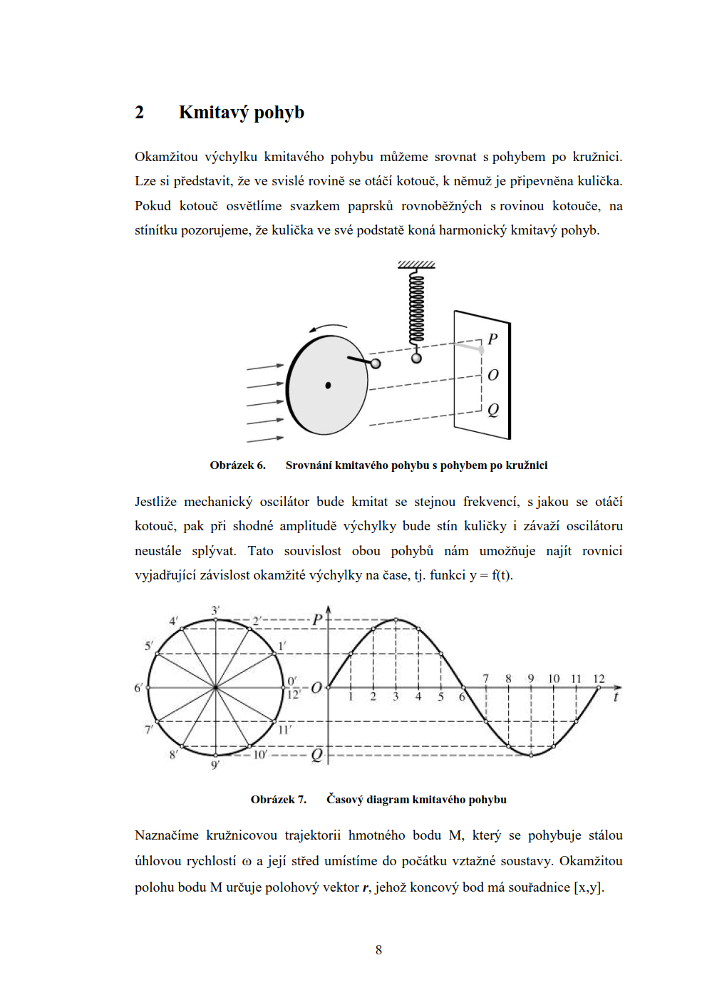 2 Kmitavý pohyb
Okamžitou výchylku kmitavého pohybu můžeme srovnat s pohybem po kružnici.
Lze si představit, že ve svislé rovině se otáčí kotouč, k němuž je připevněna kulička.
Pokud kotouč osvětlíme svazkem paprsků rovnoběžných s rovinou kotouče, na
stínítku pozorujeme, že kulička ve své podstatě koná harmonický kmitavý pohyb.
P
O
Q
Obrázek 6. Srovnání kmitavého pohybu s pohybem po kružnici
Jestliže mechanický oscilátor bude kmitat se stejnou frekvencí, s jakou se otáčí
kotouč, pak při shodné amplitudě výchylky bude stín kuličky i závaží oscilátoru
neustále splývat. Tato souvislost obou pohybů nám umožňuje najít rovnici
vyjadřující závislost okamžité výchylky na čase, tj. funkci y = f(t).
3'
4' 2' P
5' 1'
0' 7 8 9 10 11 12
6' O
12' 1 2 3 4 5 6 t
7' 11'
8' 10' Q
9'
Obrázek 7. Časový diagram kmitavého pohybu
Naznačíme kružnicovou trajektorii hmotného bodu M, který se pohybuje stálou
úhlovou rychlostí ω a její střed umístíme do počátku vztažné soustavy. Okamžitou
polohu bodu M určuje polohový vektor r, jehož koncový bod má souřadnice [x,y].
8